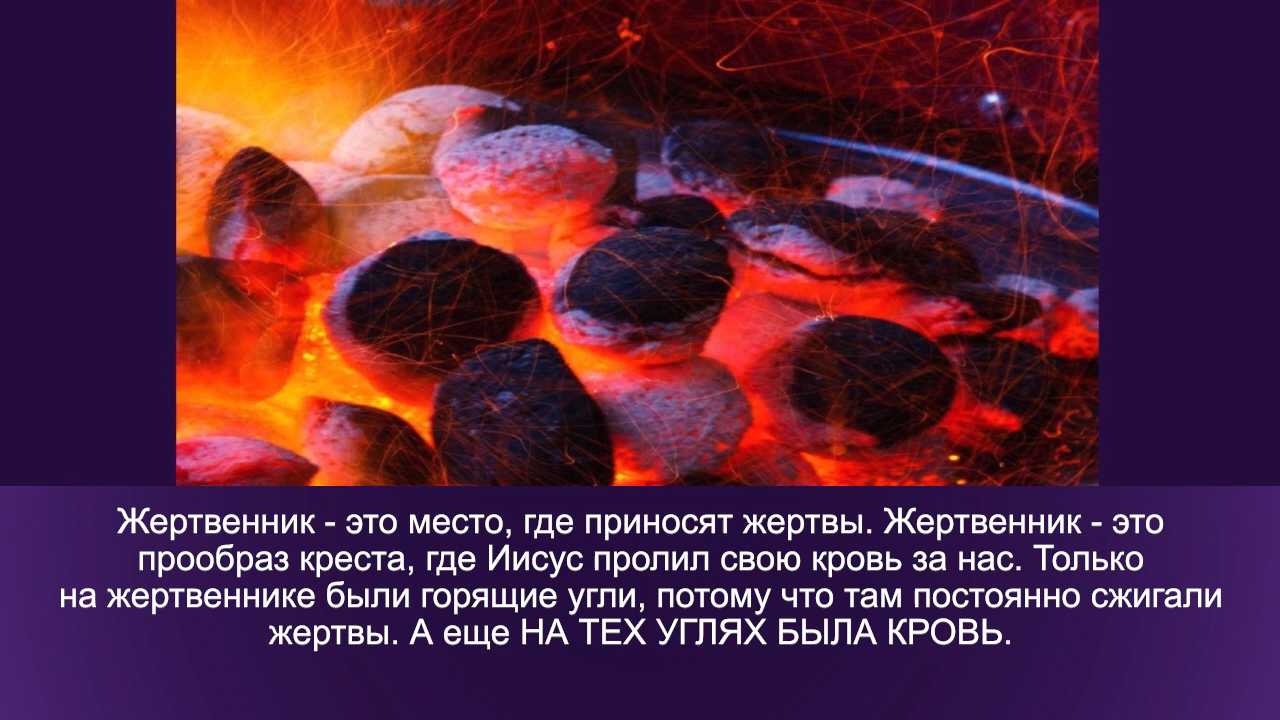 Жертвенник - это место, где приносят жертвы. Жертвенник - это
прообраз креста, где Иисус пролил свою кровь за нас. Только
на жертвеннике были горящие угли, потому что там постоянно сжигали
жертвы. А еще НА ТЕХ УГЛЯХ БЫЛА КРОВЬ.